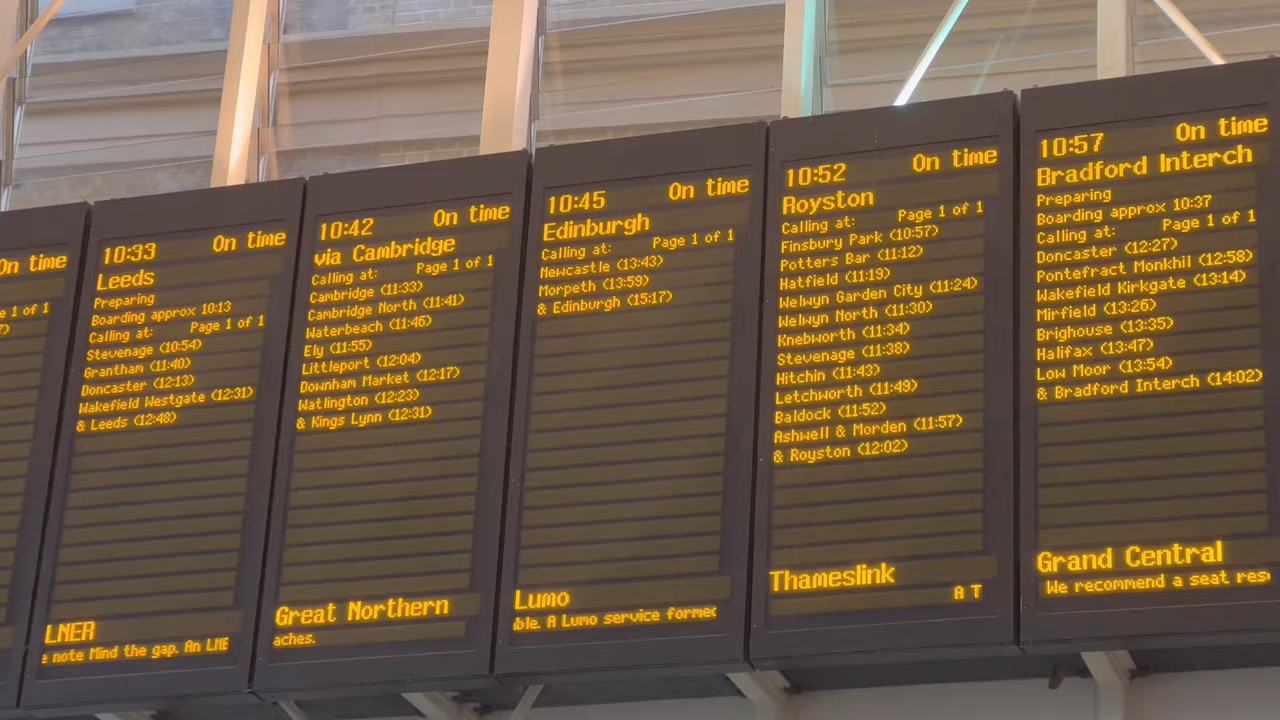 On time
e 1 of 1
10:33 On time
Leeds
Preparing
Boarding approx 10:13
Calling at: Page 1 of 1
Stevenage (10:54)
Grantham (11:40)
Doncaster (12:13)
Wakefield Westgate (12:31)
& Leeds (12:48)
LNER
note Mind the gap. An LNE
10:42 On time
via Cambridge
Calling at: Page 1 of 1
Cambridge (11:33)
Cambridge North (11:41)
Waterbeach (11:46)
Ely (11:55)
Littleport (12:04)
Downham Market (12:17)
Watlington (12:23)
& Kings Lynn (12:31)
Great Northern
aches.
10:45 On time
Edinburgh
Calling at: Page 1 of 1
Newcastle (13:43)
Morpeth (13:59)
& Edinburgh (15:17)
Lumo
ble. A Lumo service formed
10:52 On time
Royston
Calling at: Page 1 of 1
Finsbury Park (10:57)
Potters Bar (11:12)
Hatfield (11:19)
Welwyn Garden City (11:24)
Welwyn North (11:30)
Knebworth (11:34)
Stevenage (11:38)
Hitchin (11:43)
Letchworth (11:49)
Baldock (11:52)
Ashwell & Morden (11:57)
& Royston (12:02)
Thameslink
A T
10:57 On time
Bradford Interch
Preparing
Boarding approx 10:37
Calling at: Page 1 of 1
Doncaster (12:27)
Pontefract Monkhil (12:58)
Wakefield Kirkgate (13:14)
Mirfield (13:26)
Brighouse (13:35)
Halifax (13:47)
Low Moor (13:54)
& Bradford Interch (14:02)
Grand Central
We recommend a seat res